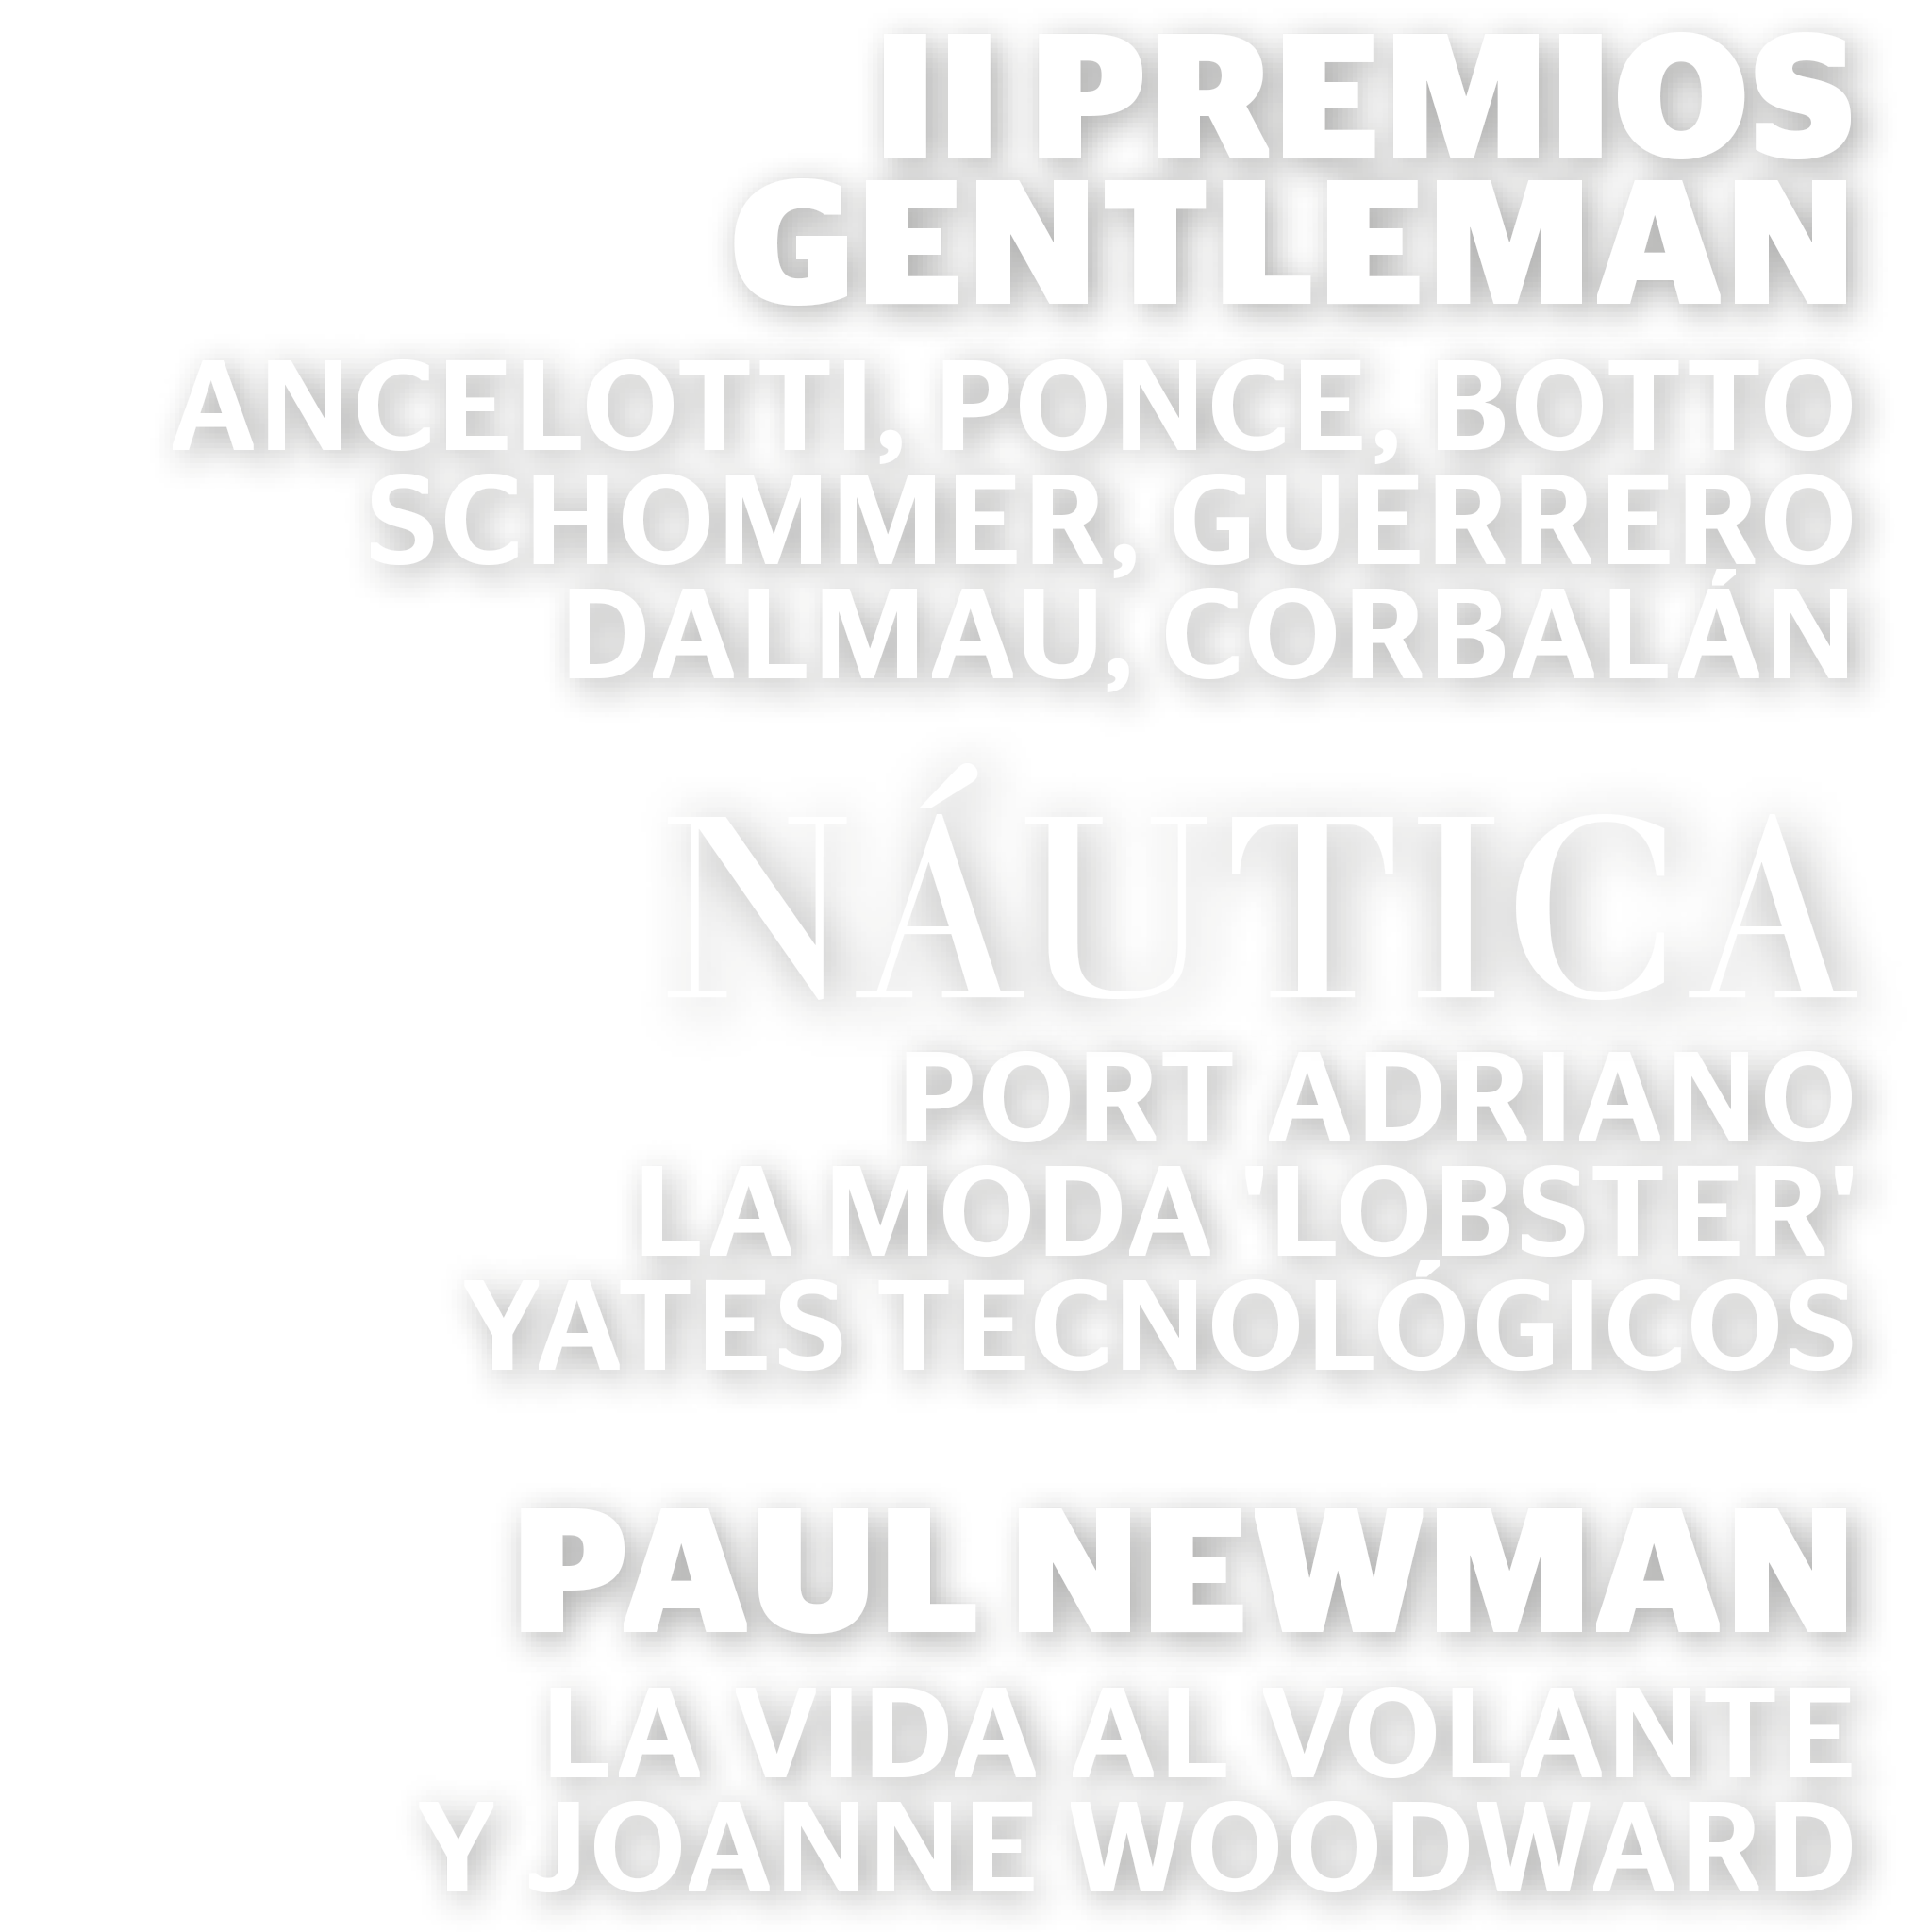 II PREMIOS
GENTLEMAN
ANCELOTTI, PONCE, BOTTO
SCHOMMER, GUERRERO
DALMAU, CORBALÁN
NÁUTICA
PORT ADRIANO
LA MODA 'LOBSTER'
YATES TECNOLÓGICOS
PAUL NEWMAN
LA VIDA AL VOLANTE
Y JOANNE WOODWARD